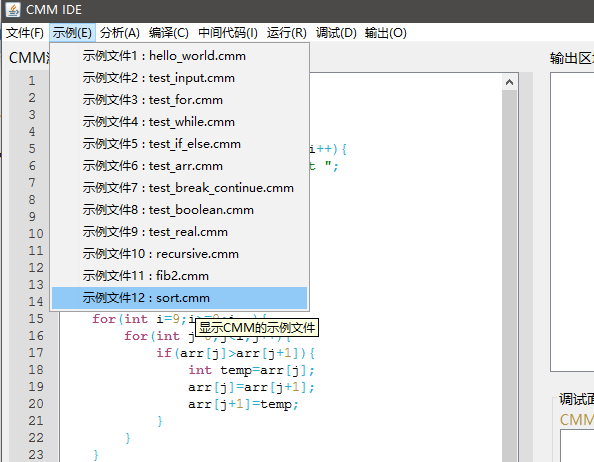 CMM IDE
文件(F) 示例(E) 分析(A) 编译(C) 中间代码(I) 运行(R) 调试(D) 输出(O)
输出区
示例文件1 : hello_world.cmm
示例文件2 : test_input.cmm
示例文件3 : test_for.cmm
示例文件4 : test_while.cmm
示例文件5 : test_if_else.cmm
示例文件6 : test_arr.cmm
示例文件7 : test_break_continue.cmm
示例文件8 : test_boolean.cmm
示例文件9 : test_real.cmm
示例文件10 : recursive.cmm
示例文件11 : fib2.cmm
示例文件12 : sort.cmm
显示CMM的示例文件
CMM
1
2
3
4
5 i++){
6 t ";
7
8
9
10
11
12
13
14
15 for(int i=9;i
16 for(int j
17 if(arr[j]>arr[j+1]){
18 int temp=arr[j];
19 arr[j]=arr[j+1];
20 arr[j+1]=temp;
21 }
22 }
23 }
调试面
CMM